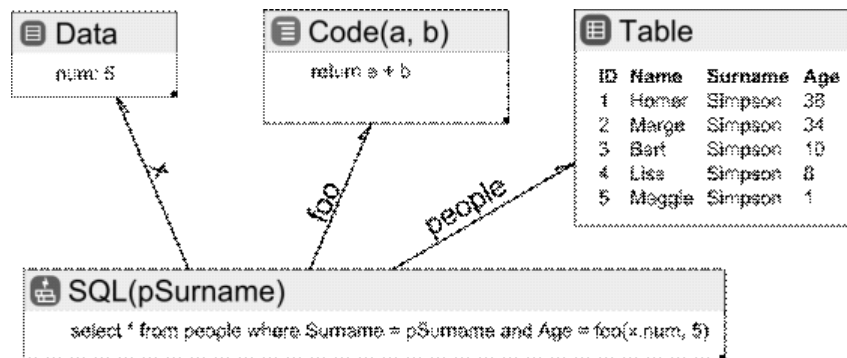 Data
num: 5
Code(a, b)
return a + b
Table
ID Name Surname Age
1 Homer Simpson 38
2 Marge Simpson 34
3 Bart Simpson 10
4 Lisa Simpson 8
5 Maggie Simpson 1
x
foo
people
SQL(pSurname)
select * from people where Surname = pSurname and Age = foo(x.num, 5)